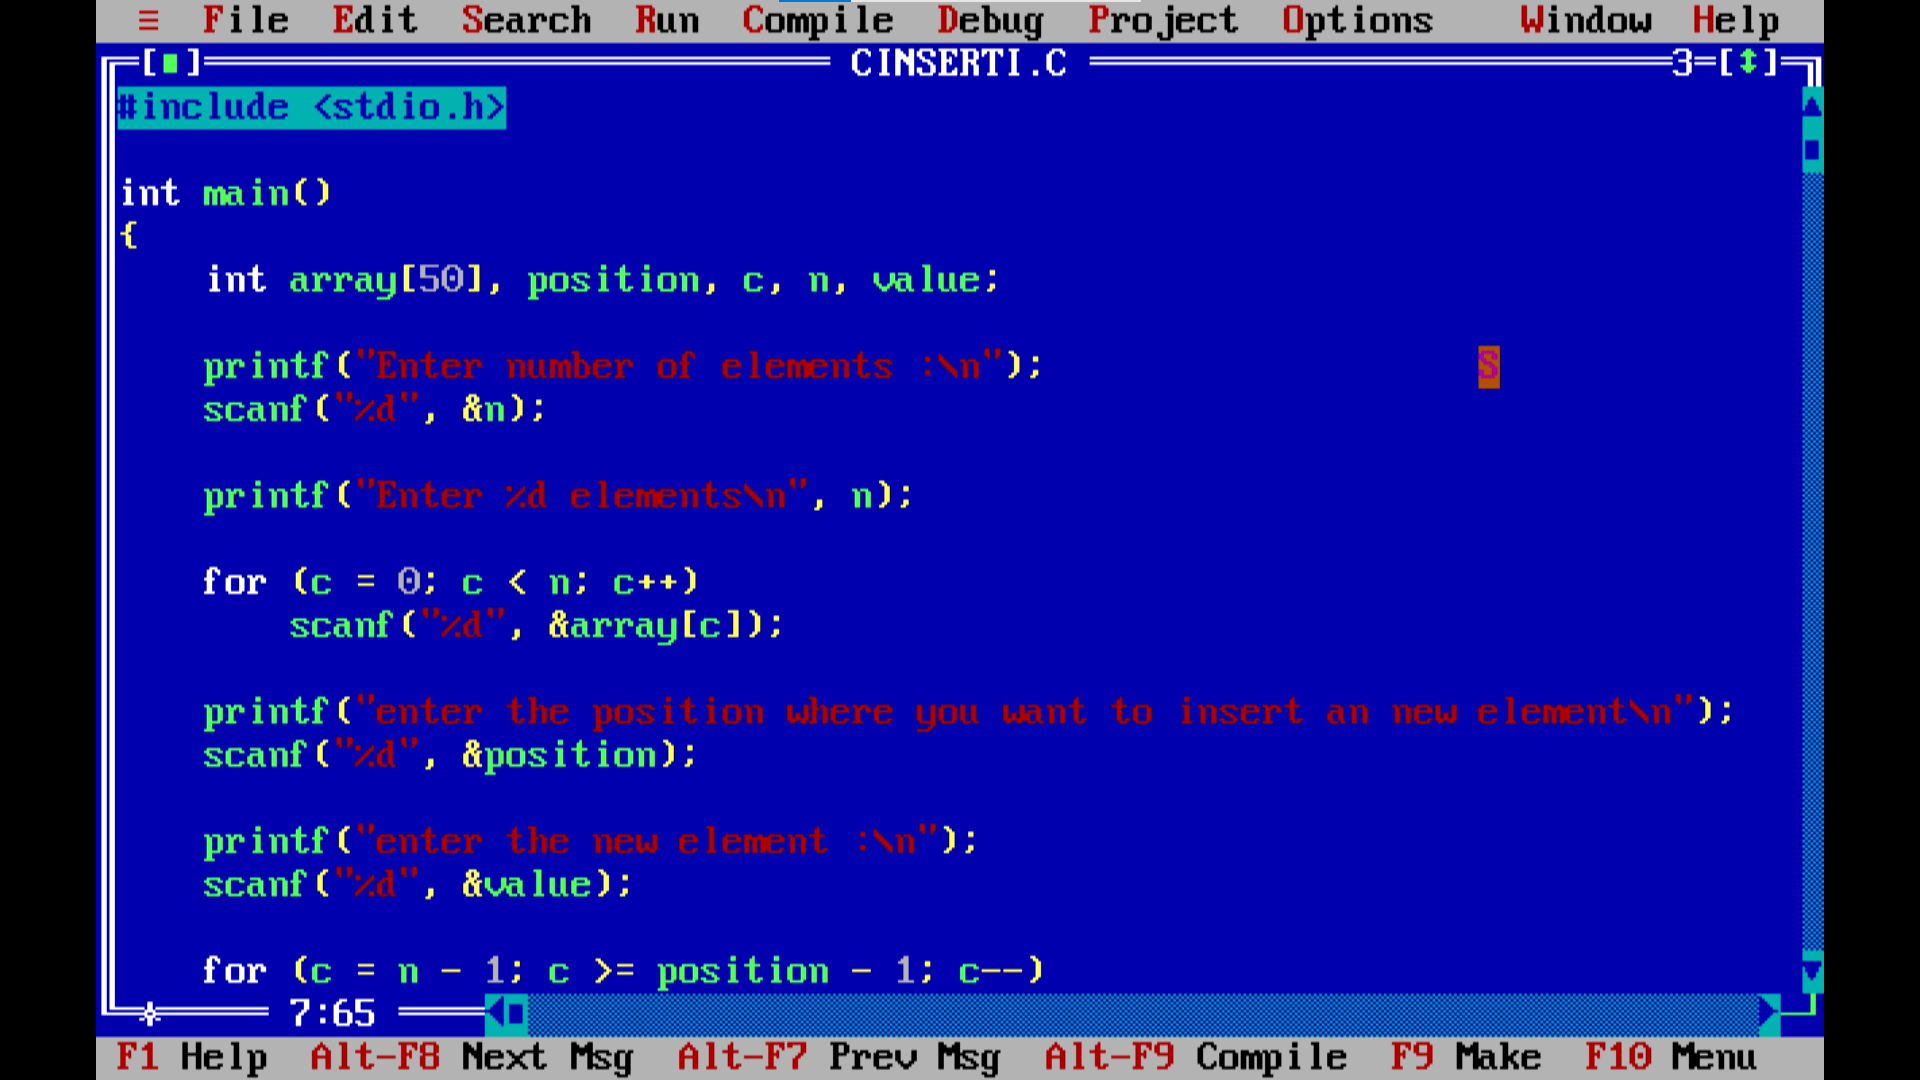 ≡ File Edit Search Run Compile Debug Project Options Window Help
[■] CINSERTI.C 3=[↕]
#include <stdio.h>
int main()
{
int array[50], position, c, n, value;
printf("Enter number of elements :\n"); S
scanf("%d", &n);
printf("Enter %d elements\n", n);
for (c = 0; c < n; c++)
scanf("%d", &array[c]);
printf("enter the position where you want to insert an new element\n");
scanf("%d", &position);
printf("enter the new element :\n");
scanf("%d", &value);
for (c = n - 1; c >= position - 1; c--)
7:65
F1 Help Alt-F8 Next Msg Alt-F7 Prev Msg Alt-F9 Compile F9 Make F10 Menu